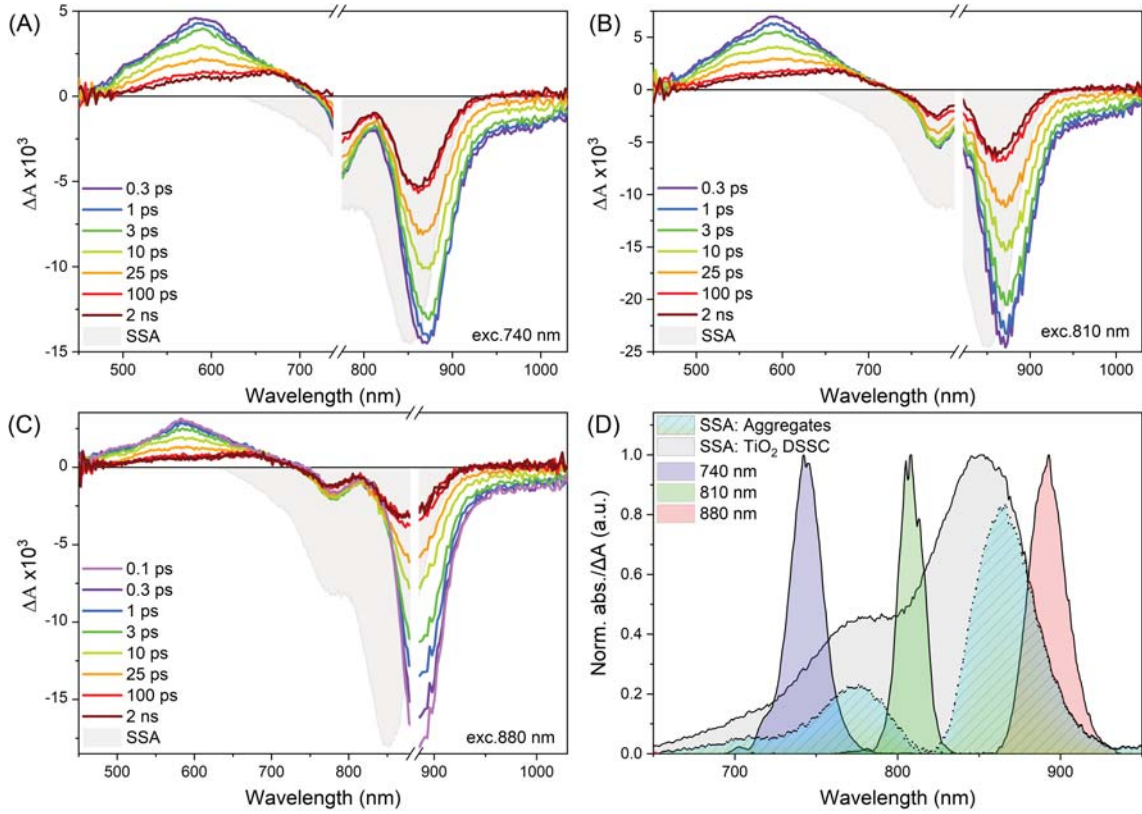 (A)
ΔA x10³
5
0
-5
-10
-15
0.3 ps
1 ps
3 ps
10 ps
25 ps
100 ps
2 ns
SSA
exc.740 nm
500
600
700
800
900
1000
Wavelength (nm)
(B)
ΔA x10³
5
0
-5
-10
-15
-20
-25
0.3 ps
1 ps
3 ps
10 ps
25 ps
100 ps
2 ns
SSA
exc.810 nm
500
600
700
800
900
1000
Wavelength (nm)
(C)
ΔA x10³
0
-5
-10
-15
0.1 ps
0.3 ps
1 ps
3 ps
10 ps
25 ps
100 ps
2 ns
SSA
exc.880 nm
500
600
700
800
900
1000
Wavelength (nm)
(D)
SSA: Aggregates
SSA: TiO₂ DSSC
740 nm
810 nm
880 nm
Norm. abs./ΔA (a.u.)
1.0
0.8
0.6
0.4
0.2
0.0
700
800
900
Wavelength (nm)